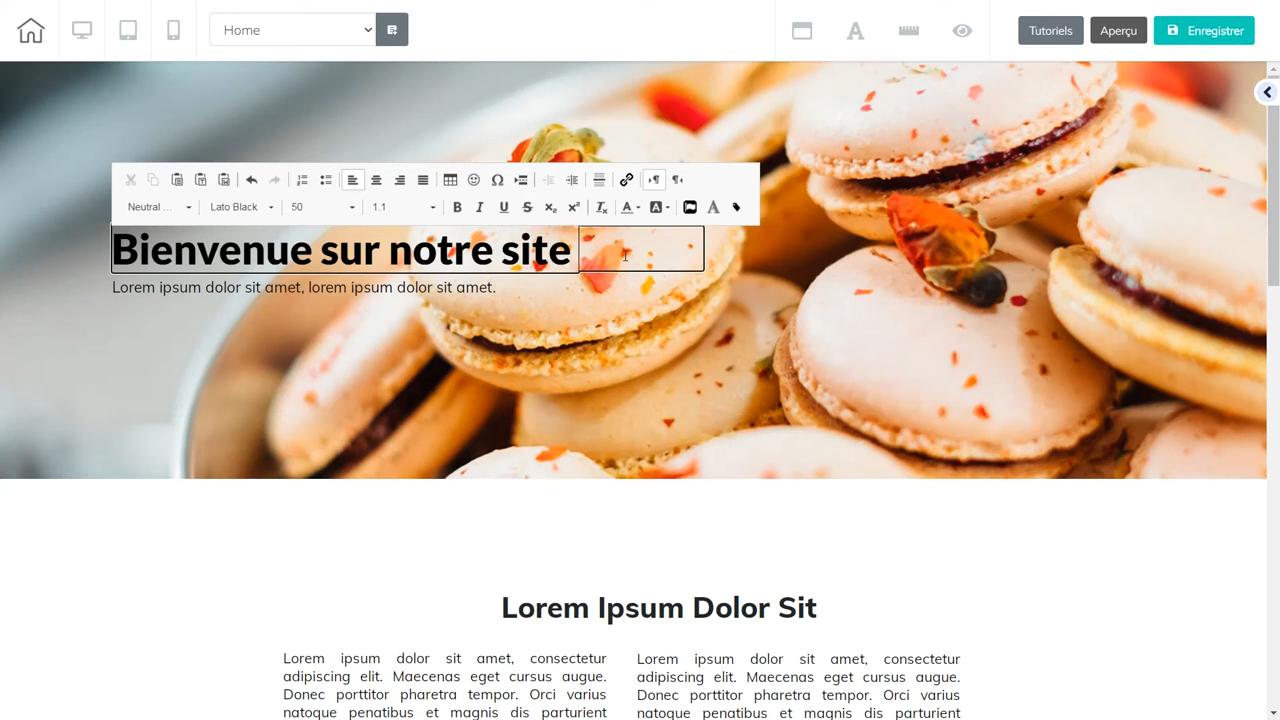 Home
Tutoriels
Aperçu
Enregistrer
Neutral ...
Lato Black
50
1.1
B I U S X₂ X² Tx A A A
Bienvenue sur notre site
Lorem ipsum dolor sit amet, lorem ipsum dolor sit amet.
Lorem Ipsum Dolor Sit
Lorem ipsum dolor sit amet, consectetur
adipiscing elit. Maecenas eget cursus augue.
Donec porttitor pharetra tempor. Orci varius
natoque penatibus et magnis dis parturient
Lorem ipsum dolor sit amet, consectetur
adipiscing elit. Maecenas eget cursus augue.
Donec porttitor pharetra tempor. Orci varius
natoque penatibus et magnis dis parturient